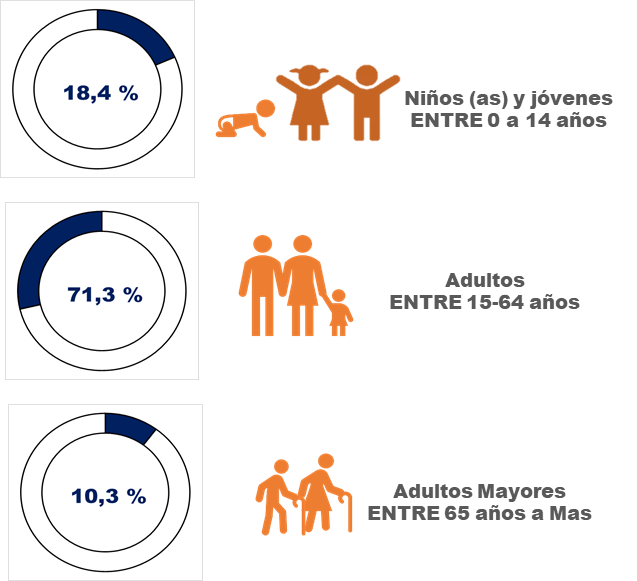 18,4 %
Niños (as) y jóvenes
ENTRE 0 a 14 años
71,3 %
Adultos
ENTRE 15-64 años
10,3 %
Adultos Mayores
ENTRE 65 años a Mas